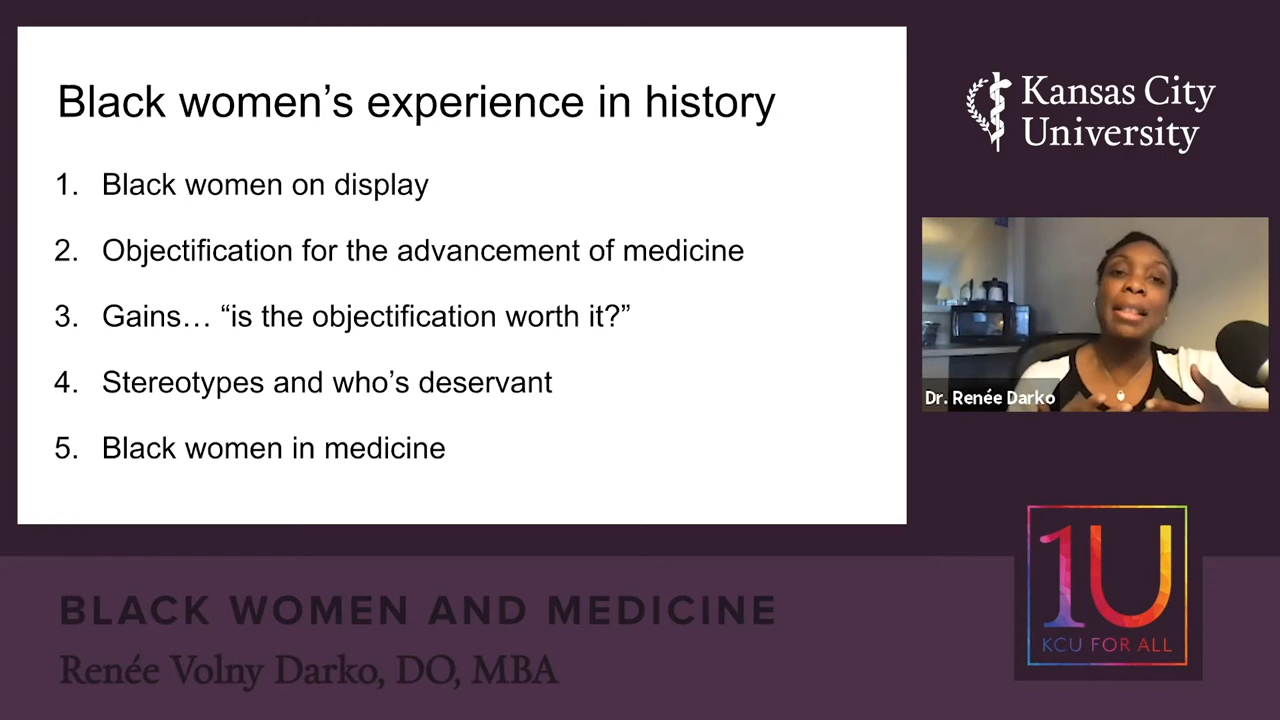 Black women’s experience in history
1. Black women on display
2. Objectification for the advancement of medicine
3. Gains… “is the objectification worth it?”
4. Stereotypes and who’s deservant
5. Black women in medicine
Kansas City
University
Dr. Renée Darko
BLACK WOMEN AND MEDICINE
Renée Volny Darko, DO, MBA
1U
KCU FOR ALL